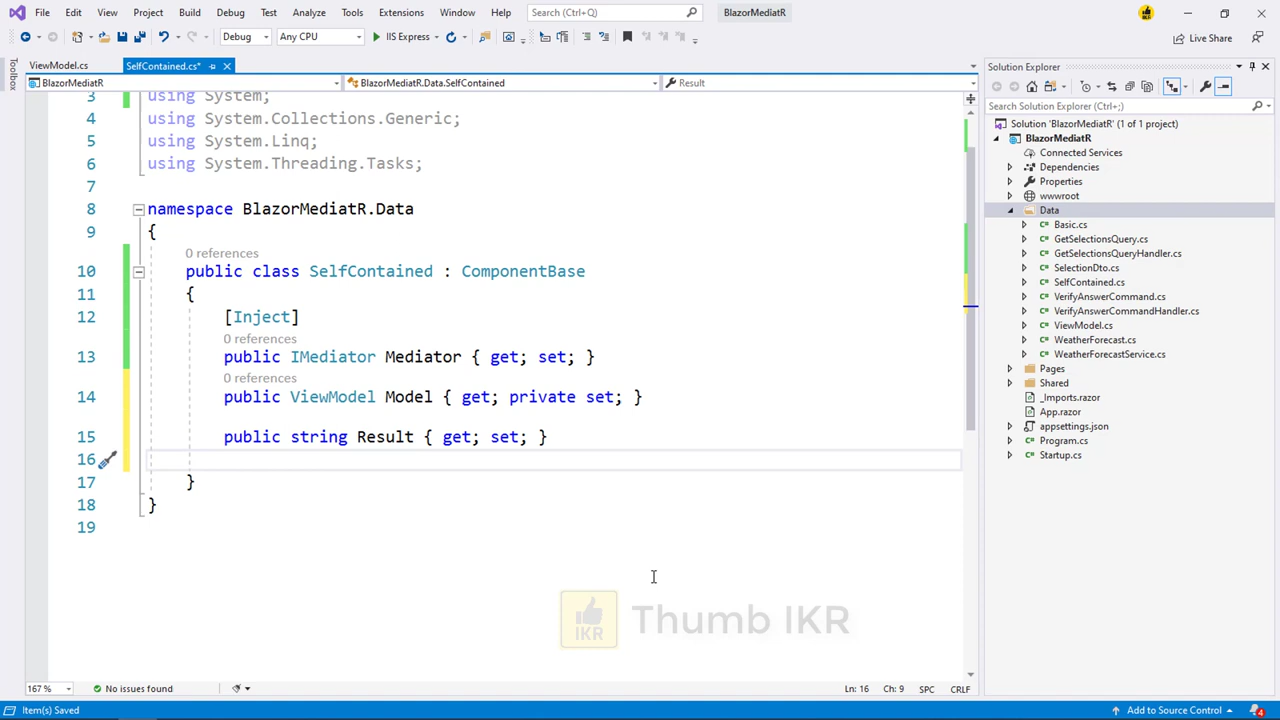 File Edit View Project Build Debug Test Analyze Tools Extensions Window Help Search (Ctrl+Q) BlazorMediatR
Debug Any CPU IIS Express Live Share
Toolbox
ViewModel.cs SelfContained.cs*
BlazorMediatR BlazorMediatR.Data.SelfContained Result
3 using System;
4 using System.Collections.Generic;
5 using System.Linq;
6 using System.Threading.Tasks;
7
8 namespace BlazorMediatR.Data
9 {
0 references
10 public class SelfContained : ComponentBase
11 {
12 [Inject]
0 references
13 public IMediator Mediator { get; set; }
0 references
14 public ViewModel Model { get; private set; }
15 public string Result { get; set; }
16
17 }
18 }
19
IKR
Thumb IKR
167 % No issues found Ln: 16 Ch: 9 SPC CRLF
Solution Explorer
Search Solution Explorer (Ctrl+;)
Solution 'BlazorMediatR' (1 of 1 project)
BlazorMediatR
Connected Services
Dependencies
Properties
wwwroot
Data
Basic.cs
GetSelectionsQuery.cs
GetSelectionsQueryHandler.cs
SelectionDto.cs
SelfContained.cs
VerifyAnswerCommand.cs
VerifyAnswerCommandHandler.cs
ViewModel.cs
WeatherForecast.cs
WeatherForecastService.cs
Pages
Shared
_Imports.razor
App.razor
appsettings.json
Program.cs
Startup.cs
Item(s) Saved Add to Source Control 4